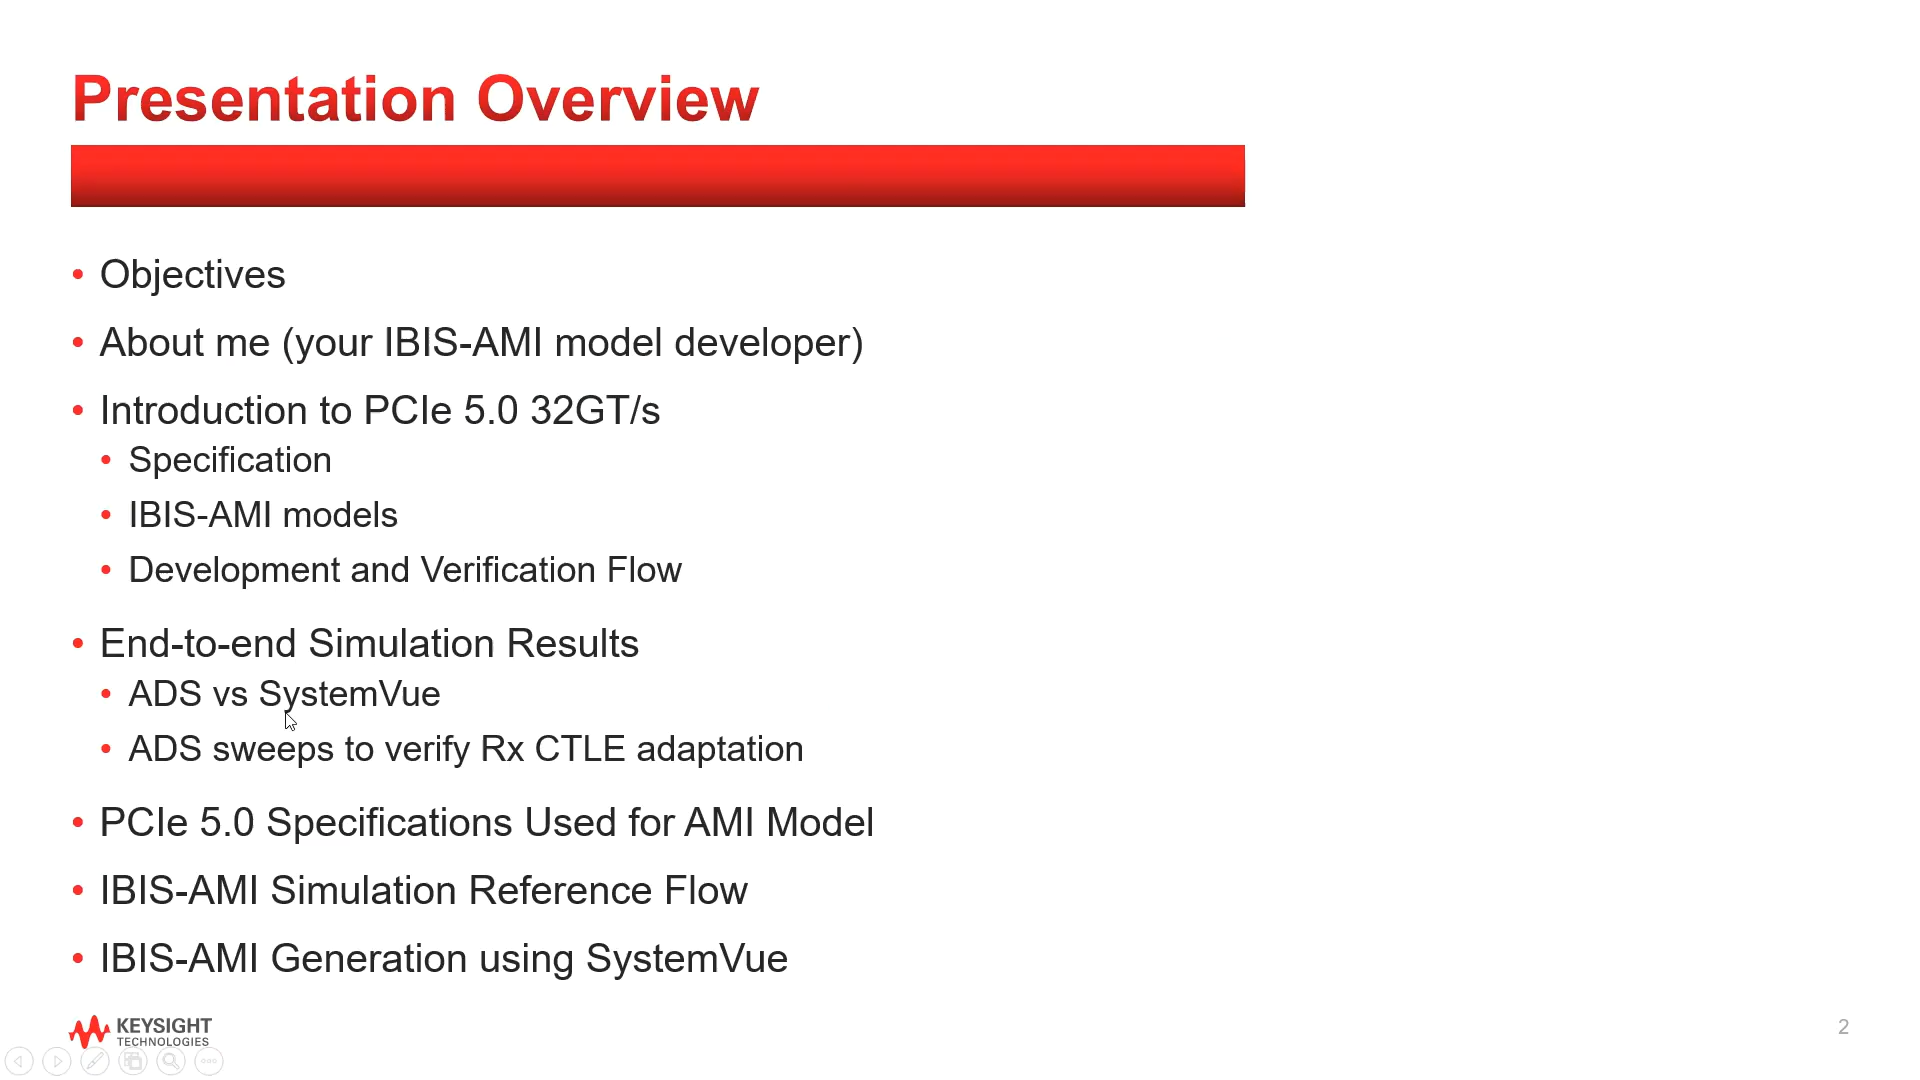 Presentation Overview
• Objectives
• About me (your IBIS-AMI model developer)
• Introduction to PCIe 5.0 32GT/s
• Specification
• IBIS-AMI models
• Development and Verification Flow
• End-to-end Simulation Results
• ADS vs SystemVue
• ADS sweeps to verify Rx CTLE adaptation
• PCIe 5.0 Specifications Used for AMI Model
• IBIS-AMI Simulation Reference Flow
• IBIS-AMI Generation using SystemVue
KEYSIGHT
TECHNOLOGIES
2